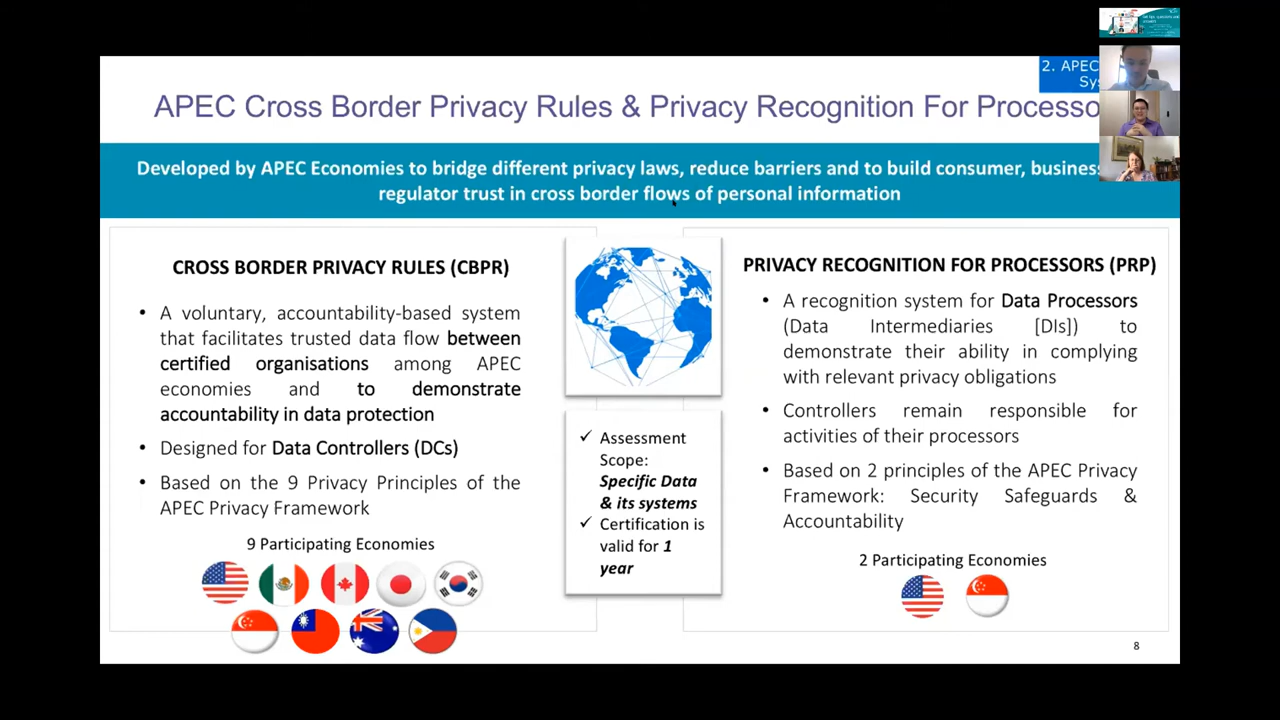 2. APEC
Sys
APEC Cross Border Privacy Rules & Privacy Recognition For Processo
Developed by APEC Economies to bridge different privacy laws, reduce barriers and to build consumer, business
regulator trust in cross border flows of personal information
CROSS BORDER PRIVACY RULES (CBPR)
• A voluntary, accountability-based system
that facilitates trusted data flow between
certified organisations among APEC
economies and to demonstrate
accountability in data protection
• Designed for Data Controllers (DCs)
• Based on the 9 Privacy Principles of the
APEC Privacy Framework
9 Participating Economies
✓ Assessment
Scope:
Specific Data
& its systems
✓ Certification is
valid for 1
year
PRIVACY RECOGNITION FOR PROCESSORS (PRP)
• A recognition system for Data Processors
(Data Intermediaries [DIs]) to
demonstrate their ability in complying
with relevant privacy obligations
• Controllers remain responsible for
activities of their processors
• Based on 2 principles of the APEC Privacy
Framework: Security Safeguards &
Accountability
2 Participating Economies
8